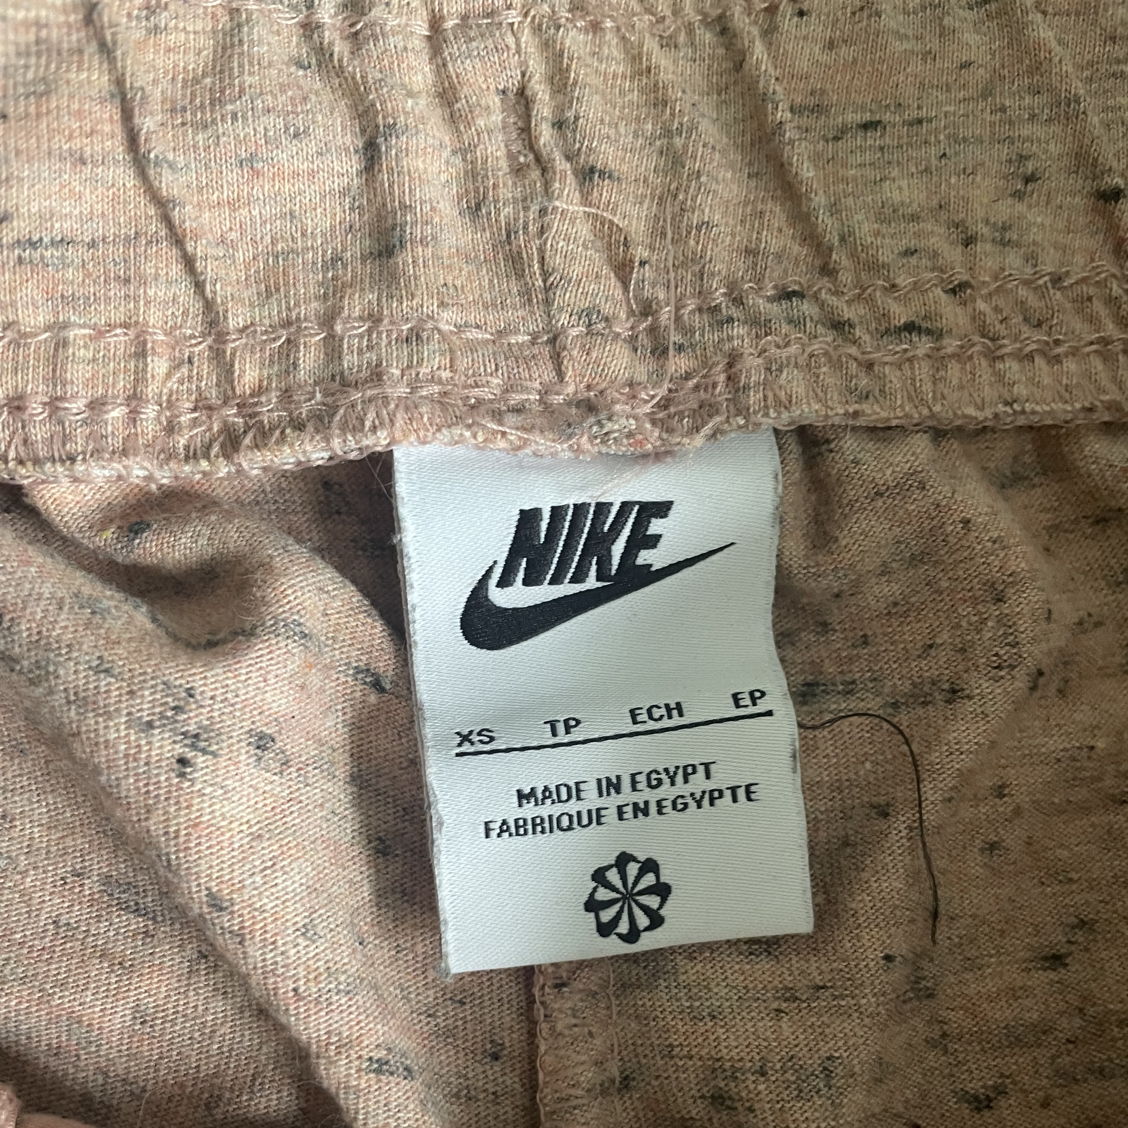 NIKE
XS TP ECH EP
MADE IN EGYPT
FABRIQUE EN EGYPTE